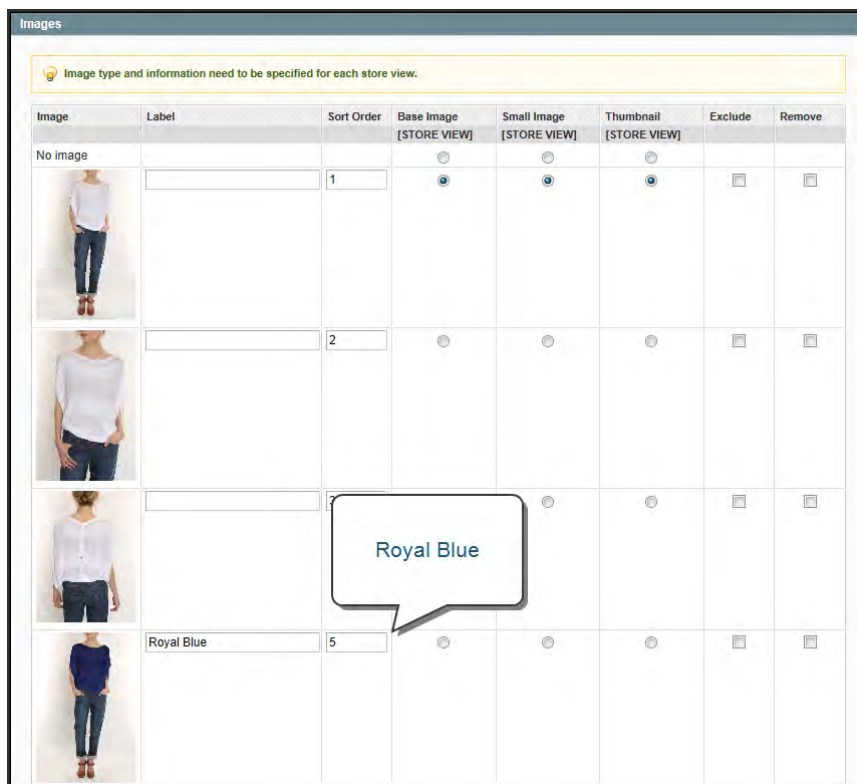 Images
Image type and information need to be specified for each store view.
Image Label Sort Order Base Image Small Image Thumbnail Exclude Remove
[STORE VIEW] [STORE VIEW] [STORE VIEW]
No image
1
2
Royal Blue
Royal Blue 5